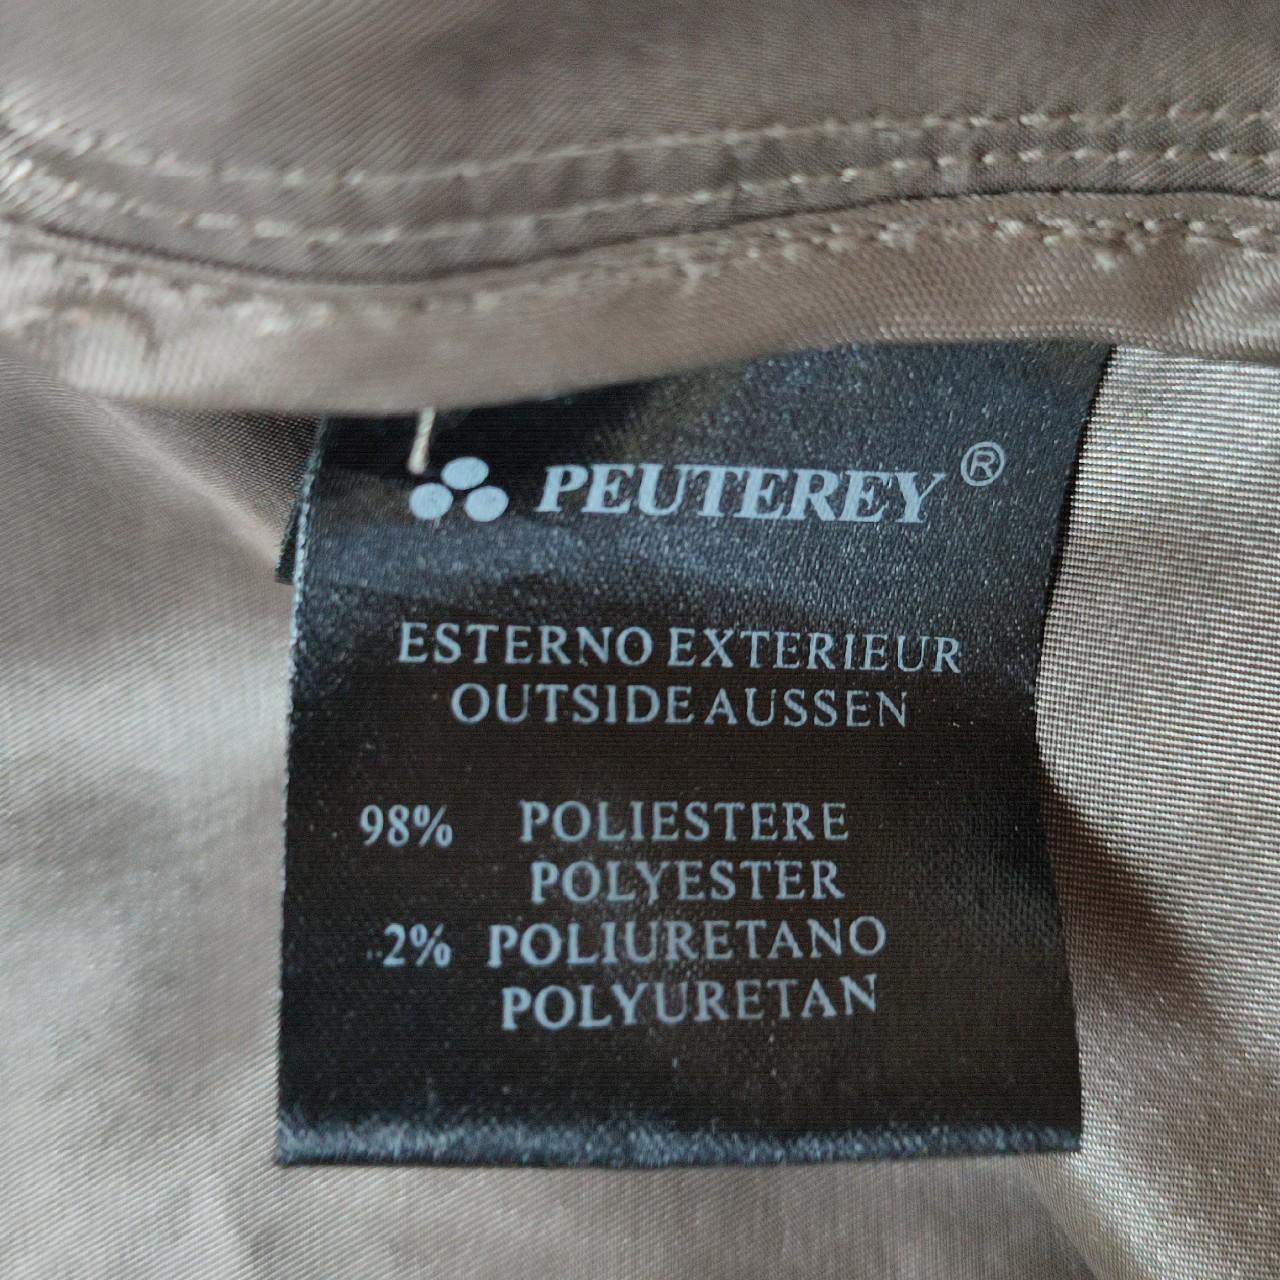 PEUTEREY®
ESTERNO EXTERIEUR
OUTSIDE AUSSEN
98% POLIESTERE
POLYESTER
2% POLIURETANO
POLYURETAN